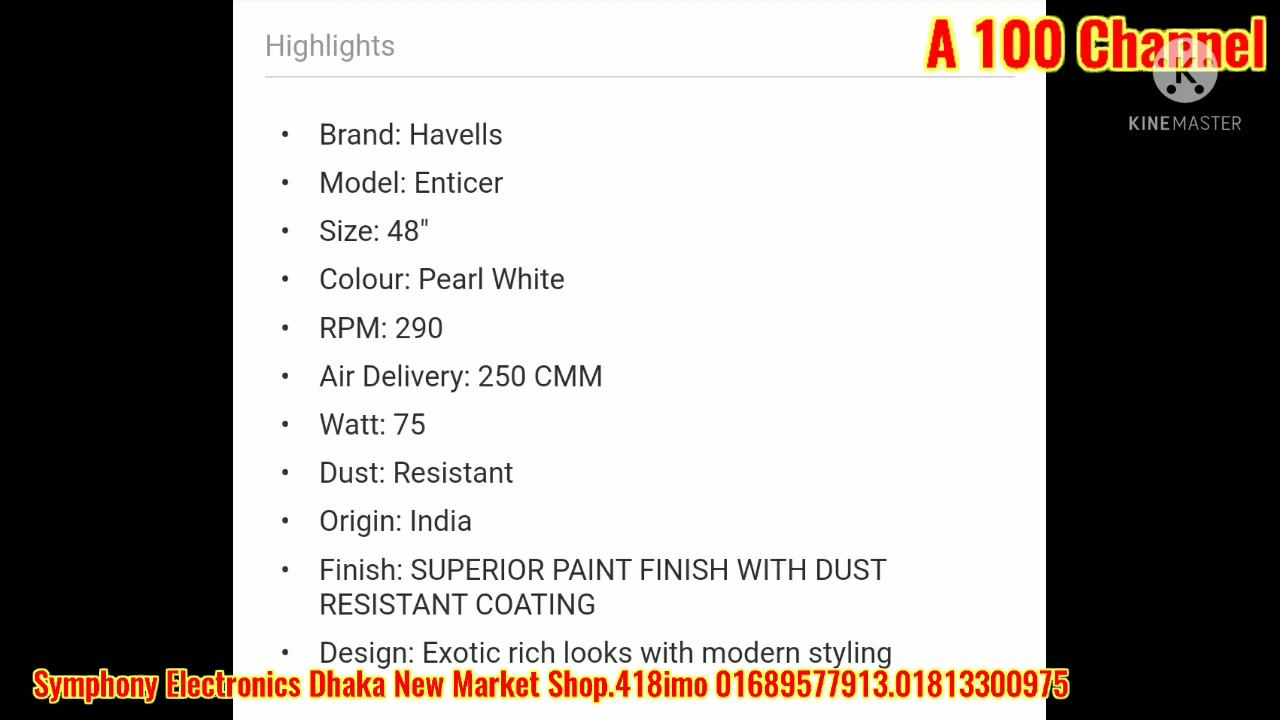 Highlights
A 100 Channel
K
KINEMASTER
• Brand: Havells
• Model: Enticer
• Size: 48"
• Colour: Pearl White
• RPM: 290
• Air Delivery: 250 CMM
• Watt: 75
• Dust: Resistant
• Origin: India
• Finish: SUPERIOR PAINT FINISH WITH DUST
RESISTANT COATING
• Design: Exotic rich looks with modern styling
Symphony Electronics Dhaka New Market Shop.418imo 01689577913.01813300975